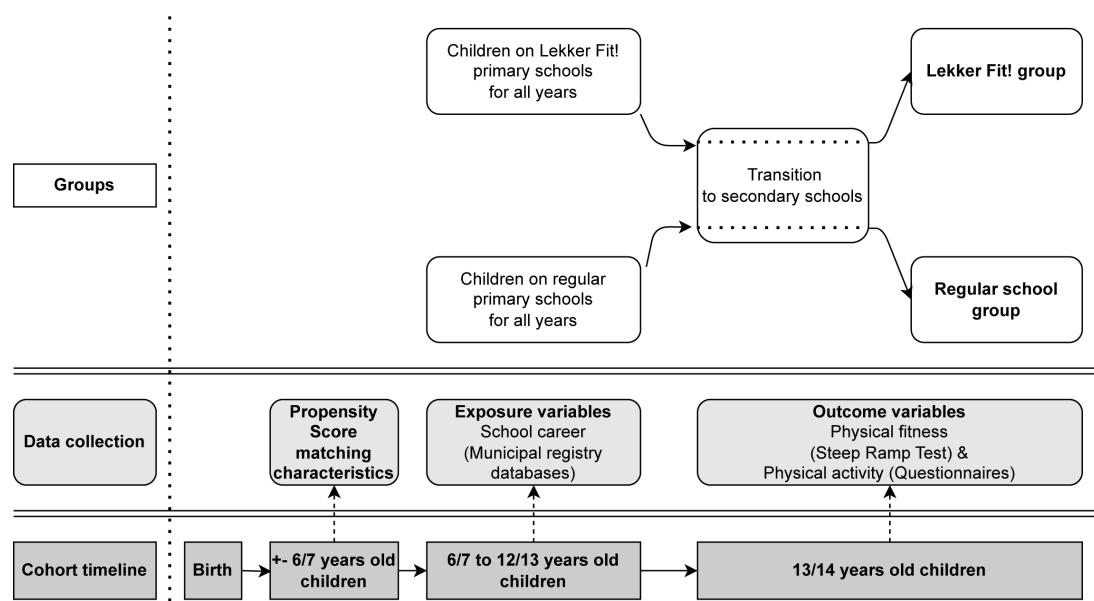 Children on Lekker Fit!
primary schools
for all years
Lekker Fit! group
Groups
Transition
to secondary schools
Children on regular
primary schools
for all years
Regular school
group
Data collection
Propensity
Score
matching
characteristics
Exposure variables
School career
(Municipal registry
databases)
Outcome variables
Physical fitness
(Steep Ramp Test) &
Physical activity (Questionnaires)
Cohort timeline
Birth
+- 6/7 years old
children
6/7 to 12/13 years old
children
13/14 years old children